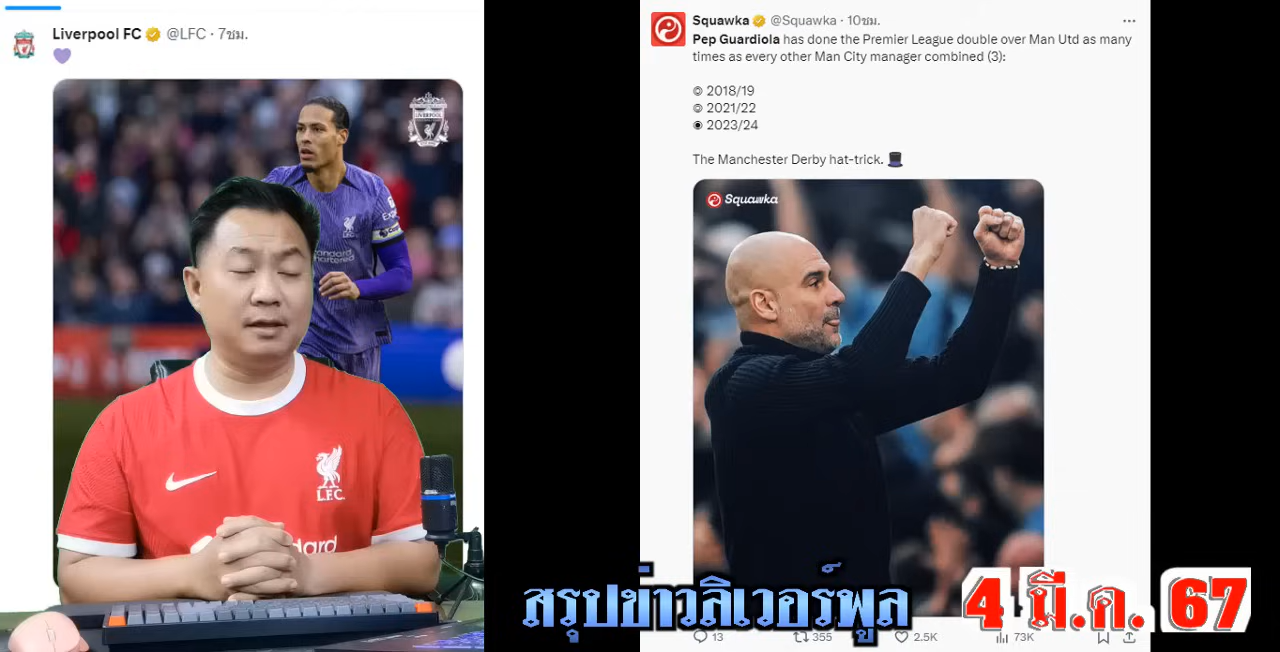 Liverpool FC @LFC · 7ชม.
💜
LIVERPOOL
L.F.C.
Squawka @Squawka · 10ชม.
Pep Guardiola has done the Premier League double over Man Utd as many
times as every other Man City manager combined (3):
◎ 2018/19
◎ 2021/22
◉ 2023/24
The Manchester Derby hat-trick. 🎩
Squawka
สรุปข่าวลิเวอร์พูล 4 มี.ค. 67
13 355 2.5K 73K